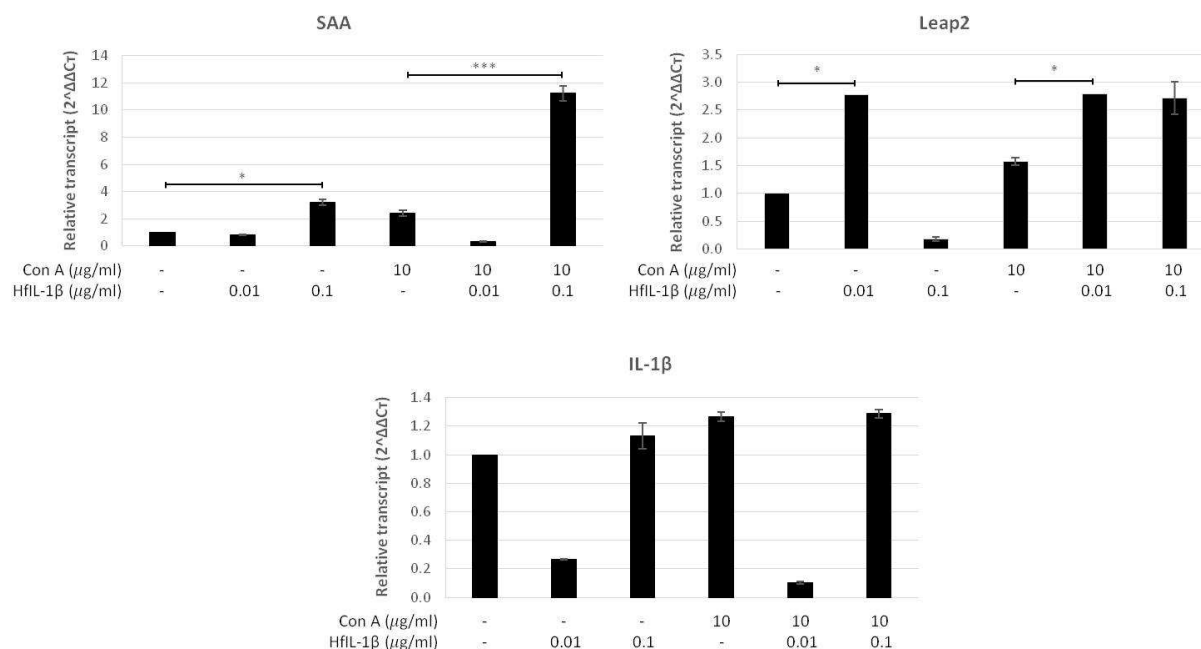 SAA
Relative transcript (2^ΔΔCт)
14
12
10
8
6
4
2
0
*
***
Con A (µg/ml) - - - 10 10 10
HfIL-1β (µg/ml) - 0.01 0.1 - 0.01 0.1
Leap2
Relative transcript (2^ΔΔCт)
3.5
3.0
2.5
2.0
1.5
1.0
0.5
0.0
*
*
Con A (µg/ml) - - - 10 10 10
HfIL-1β (µg/ml) - 0.01 0.1 - 0.01 0.1
IL-1β
Relative transcript (2^ΔΔCт)
1.4
1.2
1.0
0.8
0.6
0.4
0.2
0.0
Con A (µg/ml) - - - 10 10 10
HfIL-1β (µg/ml) - 0.01 0.1 - 0.01 0.1